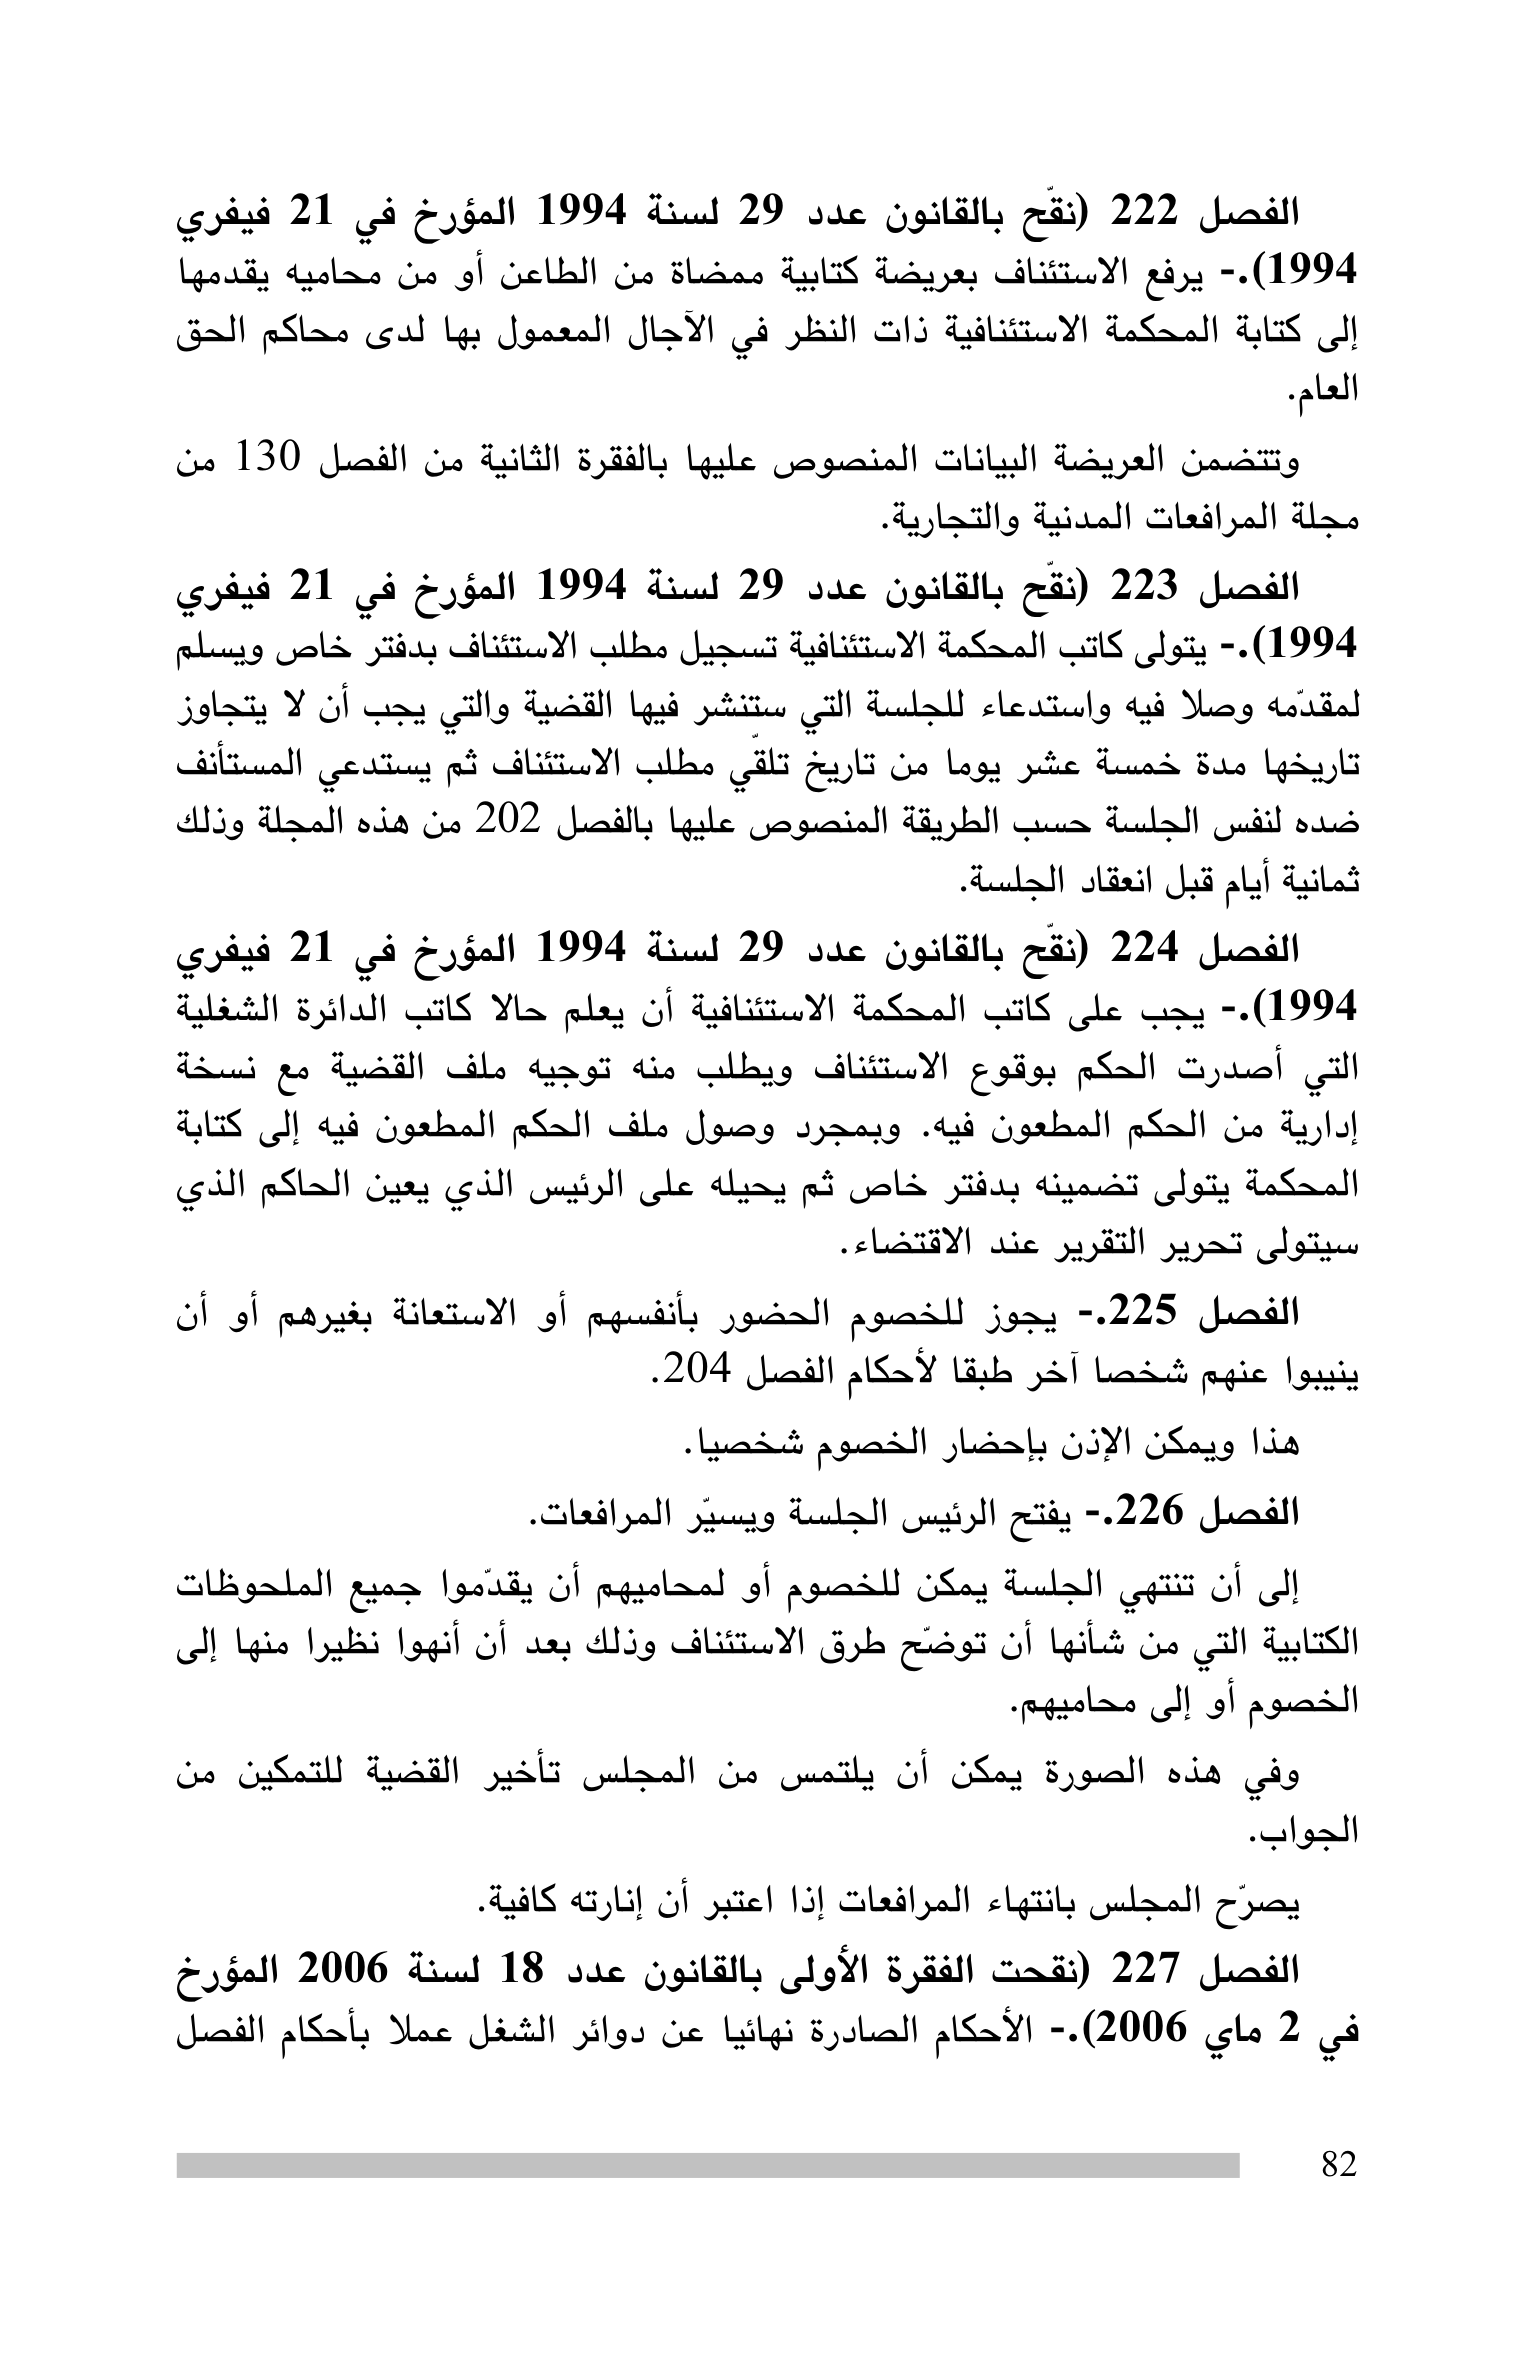 الفصل 222 (نقّح بالقانون عدد 29 لسنة 1994 المؤرخ في 21 فيفري
1994).- يرفع الاستئناف بعريضة كتابية ممضاة من الطاعن أو من محاميه يقدمها
إلى كتابة المحكمة الاستئنافية ذات النظر في الآجال المعمول بها لدى محاكم الحق
العام.
وتتضمن العريضة البيانات المنصوص عليها بالفقرة الثانية من الفصل 130 من
مجلة المرافعات المدنية والتجارية.
الفصل 223 (نقّح بالقانون عدد 29 لسنة 1994 المؤرخ في 21 فيفري
1994).- يتولى كاتب المحكمة الاستئنافية تسجيل مطلب الاستئناف بدفتر خاص ويسلم
لمقدّمه وصلا فيه واستدعاء للجلسة التي ستنشر فيها القضية والتي يجب أن لا يتجاوز
تاريخها مدة خمسة عشر يوما من تاريخ تلقّي مطلب الاستئناف ثم يستدعي المستأنف
ضده لنفس الجلسة حسب الطريقة المنصوص عليها بالفصل 202 من هذه المجلة وذلك
ثمانية أيام قبل انعقاد الجلسة.
الفصل 224 (نقّح بالقانون عدد 29 لسنة 1994 المؤرخ في 21 فيفري
1994).- يجب على كاتب المحكمة الاستئنافية أن يعلم حالا كاتب الدائرة الشغلية
التي أصدرت الحكم بوقوع الاستئناف ويطلب منه توجيه ملف القضية مع نسخة
إدارية من الحكم المطعون فيه. وبمجرد وصول ملف الحكم المطعون فيه إلى كتابة
المحكمة يتولى تضمينه بدفتر خاص ثم يحيله على الرئيس الذي يعين الحاكم الذي
سيتولى تحرير التقرير عند الاقتضاء.
الفصل 225.- يجوز للخصوم الحضور بأنفسهم أو الاستعانة بغيرهم أو أن
ينيبوا عنهم شخصا آخر طبقا لأحكام الفصل 204.
هذا ويمكن الإذن بإحضار الخصوم شخصيا.
الفصل 226.- يفتح الرئيس الجلسة ويسيّر المرافعات.
إلى أن تنتهي الجلسة يمكن للخصوم أو لمحاميهم أن يقدّموا جميع الملحوظات
الكتابية التي من شأنها أن توضّح طرق الاستئناف وذلك بعد أن أنهوا نظيرا منها إلى
الخصوم أو إلى محاميهم.
وفي هذه الصورة يمكن أن يلتمس من المجلس تأخير القضية للتمكين من
الجواب.
يصرّح المجلس بانتهاء المرافعات إذا اعتبر أن إنارته كافية.
الفصل 227 (نقحت الفقرة الأولى بالقانون عدد 18 لسنة 2006 المؤرخ
في 2 ماي 2006).- الأحكام الصادرة نهائيا عن دوائر الشغل عملا بأحكام الفصل
82